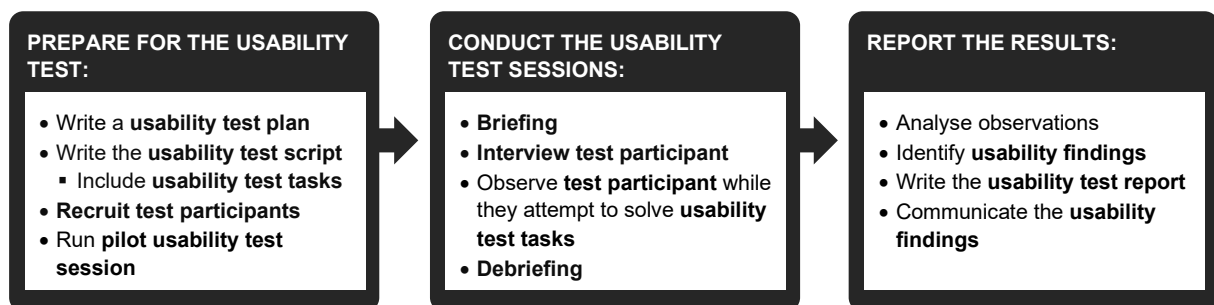 PREPARE FOR THE USABILITY
TEST:
• Write a usability test plan
• Write the usability test script
▪ Include usability test tasks
• Recruit test participants
• Run pilot usability test
session
CONDUCT THE USABILITY
TEST SESSIONS:
• Briefing
• Interview test participant
• Observe test participant while
they attempt to solve usability
test tasks
• Debriefing
REPORT THE RESULTS:
• Analyse observations
• Identify usability findings
• Write the usability test report
• Communicate the usability
findings